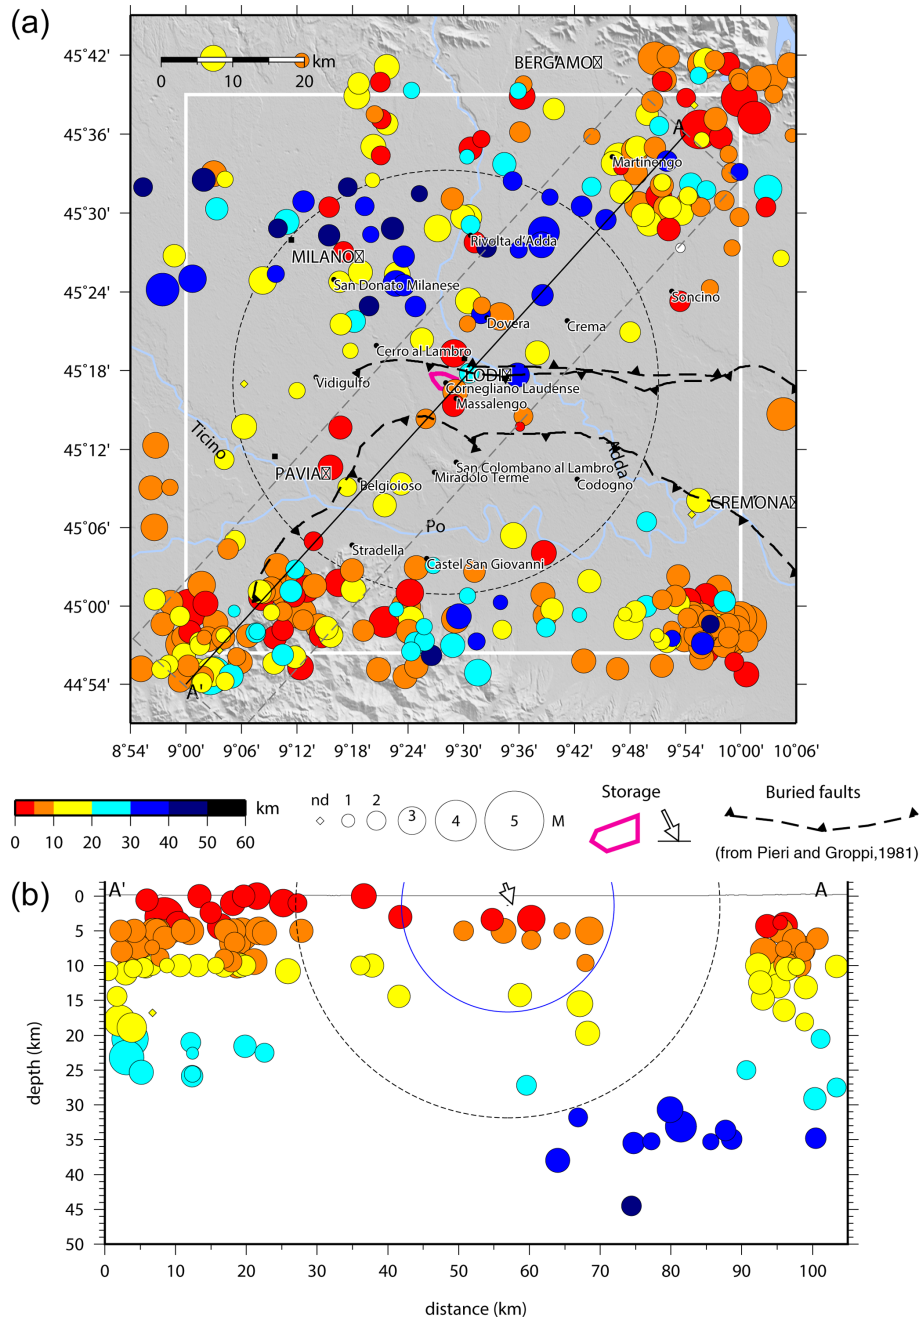 (a)
45°42'
45°36'
45°30'
45°24'
45°18'
45°12'
45°06'
45°00'
44°54'
8°54' 9°00' 9°06' 9°12' 9°18' 9°24' 9°30' 9°36' 9°42' 9°48' 9°54' 10°00' 10°06'
0 10 20 km
BERGAMO
A
Martinengo
Rivolta d'Adda
MILANO
San Donato Milanese
Soncino
Dovera
Crema
Cerro al Lambro
LODI
Vidigulfo
Cornegliano Laudense
Massalengo
Ticino
Adda
San Colombano al Lambro
PAVIA
Miradolo Terme
Belgioioso
Codogno
CREMONA
Po
Stradella
Castel San Giovanni
A'
km
0 10 20 30 40 50 60
nd 1 2 3 4 5 M
Storage
Buried faults
(from Pieri and Groppi,1981)
(b)
A' A
0
5
10
15
20
25
30
35
40
45
50
depth (km)
0 10 20 30 40 50 60 70 80 90 100
distance (km)